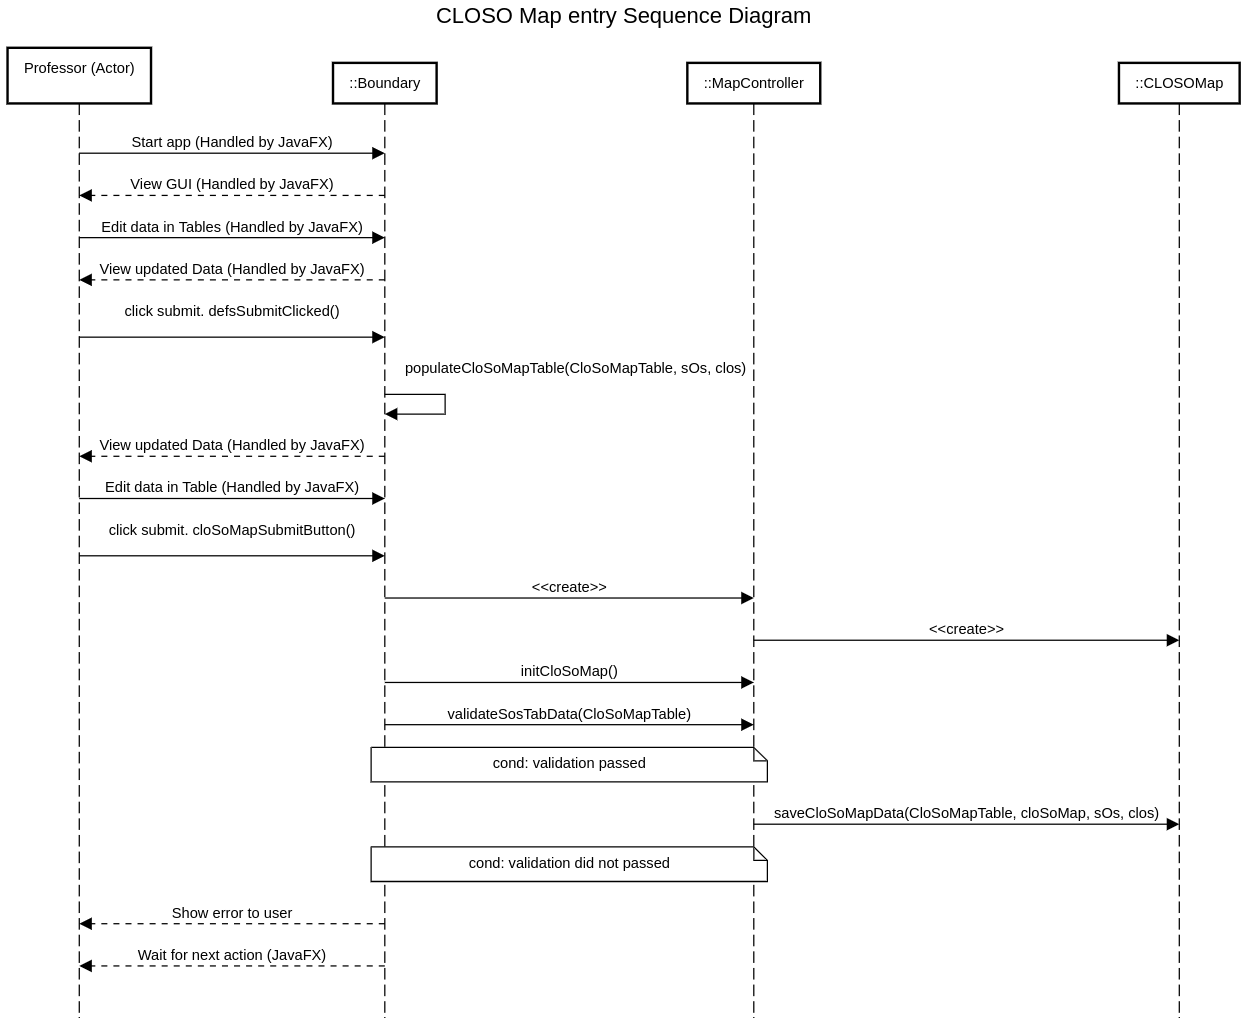 CLOSO Map entry Sequence Diagram
Professor (Actor)
::Boundary
::MapController
::CLOSOMap
Start app (Handled by JavaFX)
View GUI (Handled by JavaFX)
Edit data in Tables (Handled by JavaFX)
View updated Data (Handled by JavaFX)
click submit. defsSubmitClicked()
populateCloSoMapTable(CloSoMapTable, sOs, clos)
View updated Data (Handled by JavaFX)
Edit data in Table (Handled by JavaFX)
click submit. cloSoMapSubmitButton()
<<create>>
<<create>>
initCloSoMap()
validateSosTabData(CloSoMapTable)
cond: validation passed
saveCloSoMapData(CloSoMapTable, cloSoMap, sOs, clos)
cond: validation did not passed
Show error to user
Wait for next action (JavaFX)